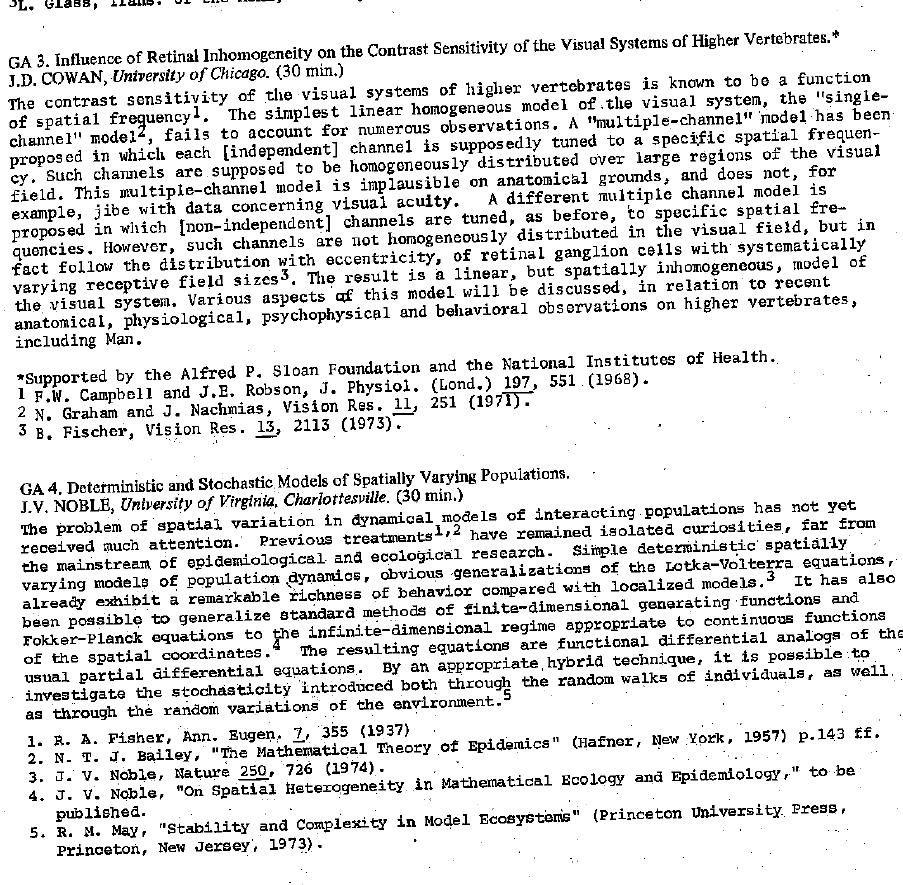 ³L. Glass, Trans. of the
GA 3. Influence of Retinal Inhomogeneity on the Contrast Sensitivity of the Visual Systems of Higher Vertebrates.*
J.D. COWAN, University of Chicago. (30 min.)
The contrast sensitivity of the visual systems of higher vertebrates is known to be a function
of spatial frequency¹. The simplest linear homogeneous model of the visual system, the "single-
channel" model², fails to account for numerous observations. A "multiple-channel" model has been
proposed in which each [independent] channel is supposedly tuned to a specific spatial frequen-
cy. Such channels are supposed to be homogeneously distributed over large regions of the visual
field. This multiple-channel model is implausible on anatomical grounds, and does not, for
example, jibe with data concerning visual acuity. A different multiple channel model is
proposed in which [non-independent] channels are tuned, as before, to specific spatial fre-
quencies. However, such channels are not homogeneously distributed in the visual field, but in
fact follow the distribution with eccentricity, of retinal ganglion cells with systematically
varying receptive field sizes³. The result is a linear, but spatially inhomogeneous, model of
the visual system. Various aspects of this model will be discussed, in relation to recent
anatomical, physiological, psychophysical and behavioral observations on higher vertebrates,
including Man.
*Supported by the Alfred P. Sloan Foundation and the National Institutes of Health.
1 F.W. Campbell and J.E. Robson, J. Physiol. (Lond.) 197, 551 (1968).
2 N. Graham and J. Nachmias, Vision Res. 11, 251 (1971).
3 B. Fischer, Vision Res. 13, 2113 (1973).
GA 4. Deterministic and Stochastic Models of Spatially Varying Populations.
J.V. NOBLE, University of Virginia, Charlottesville. (30 min.)
The problem of spatial variation in dynamical models of interacting populations has not yet
received much attention. Previous treatments¹,² have remained isolated curiosities, far from
the mainstream of epidemiological and ecological research. Simple deterministic spatially
varying models of population dynamics, obvious generalizations of the Lotka-Volterra equations,
already exhibit a remarkable richness of behavior compared with localized models.³ It has also
been possible to generalize standard methods of finite-dimensional generating functions and
Fokker-Planck equations to the infinite-dimensional regime appropriate to continuous functions
of the spatial coordinates.⁴ The resulting equations are functional differential analogs of the
usual partial differential equations. By an appropriate hybrid technique, it is possible to
investigate the stochasticity introduced both through the random walks of individuals, as well
as through the random variations of the environment.⁵
1. R. A. Fisher, Ann. Eugen. 7, 355 (1937)
2. N. T. J. Bailey, "The Mathematical Theory of Epidemics" (Hafner, New York, 1957) p.143 ff.
3. J. V. Noble, Nature 250, 726 (1974).
4. J. V. Noble, "On Spatial Heterogeneity in Mathematical Ecology and Epidemiology," to be
published.
5. R. M. May, "Stability and Complexity in Model Ecosystems" (Princeton University Press,
Princeton, New Jersey, 1973).